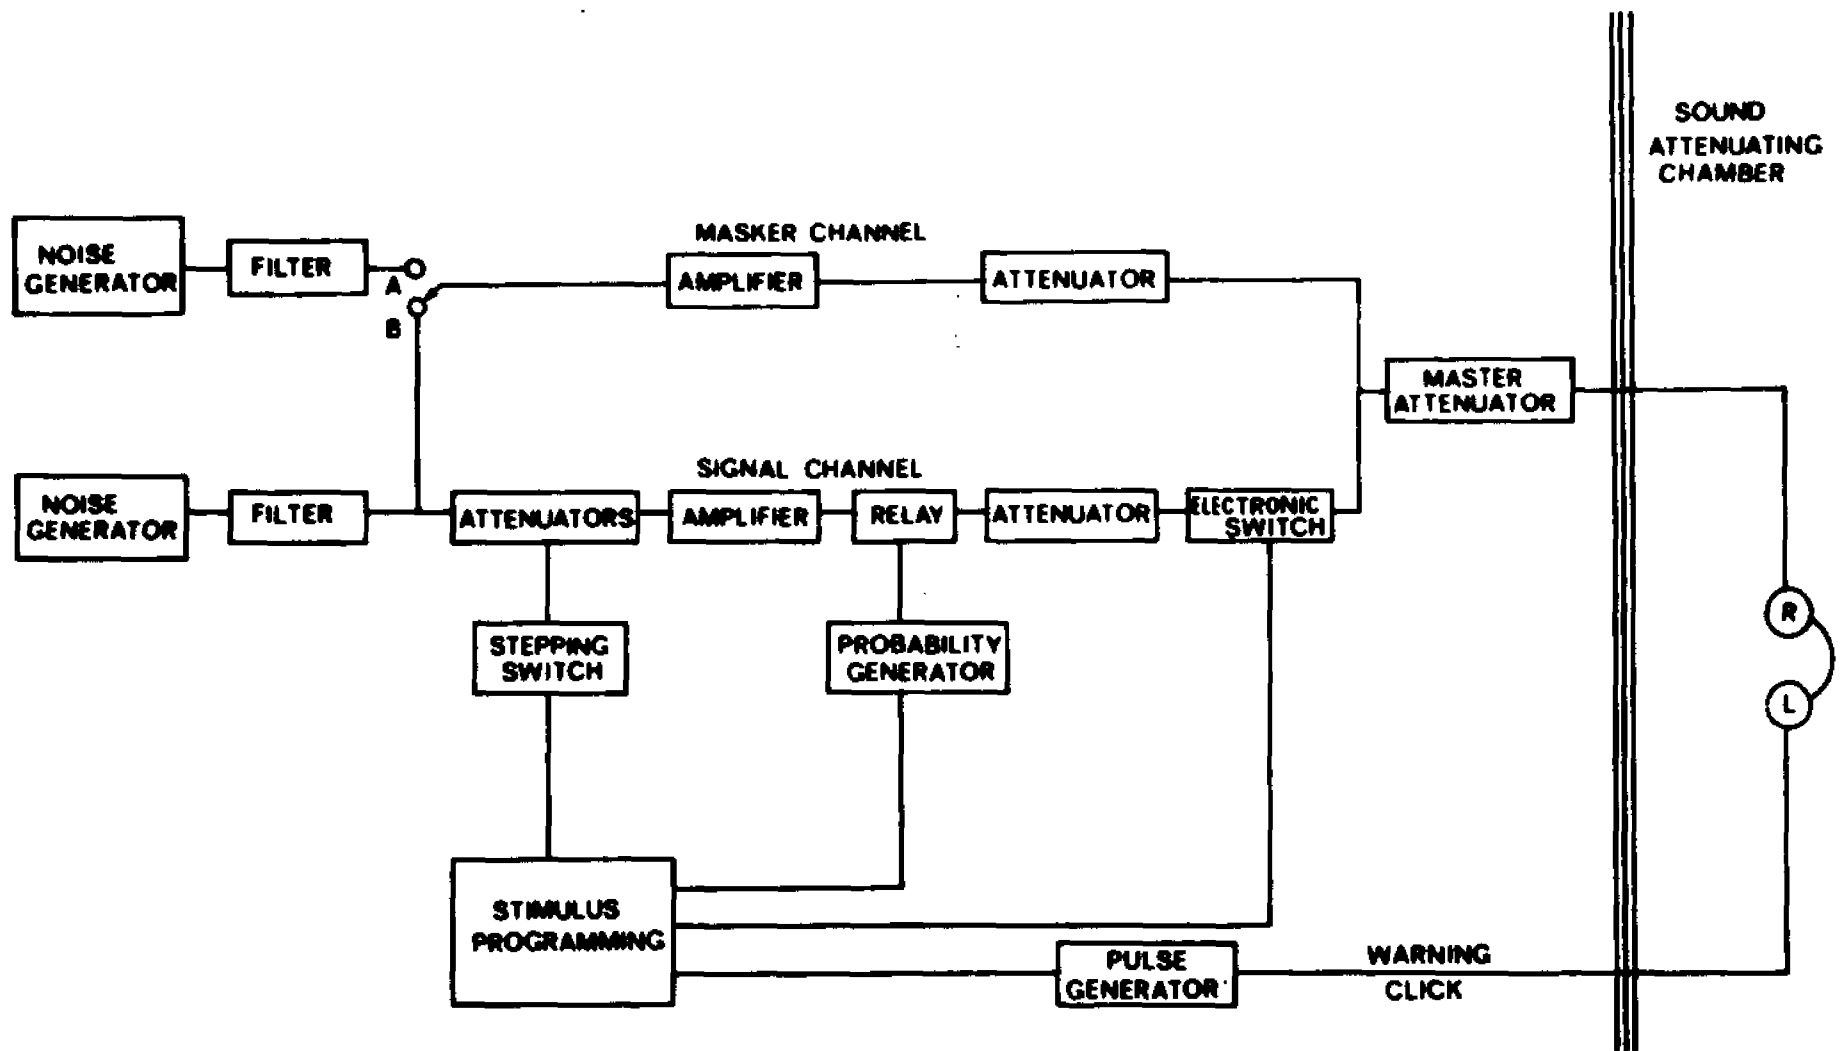 SOUND
ATTENUATING
CHAMBER
MASKER CHANNEL
NOISE
GENERATOR
FILTER
A
B
AMPLIFIER
ATTENUATOR
MASTER
ATTENUATOR
SIGNAL CHANNEL
NOISE
GENERATOR
FILTER
ATTENUATORS
AMPLIFIER
RELAY
ATTENUATOR
ELECTRONIC
SWITCH
STEPPING
SWITCH
PROBABILITY
GENERATOR
R
L
STIMULUS
PROGRAMMING
PULSE
GENERATOR
WARNING
CLICK